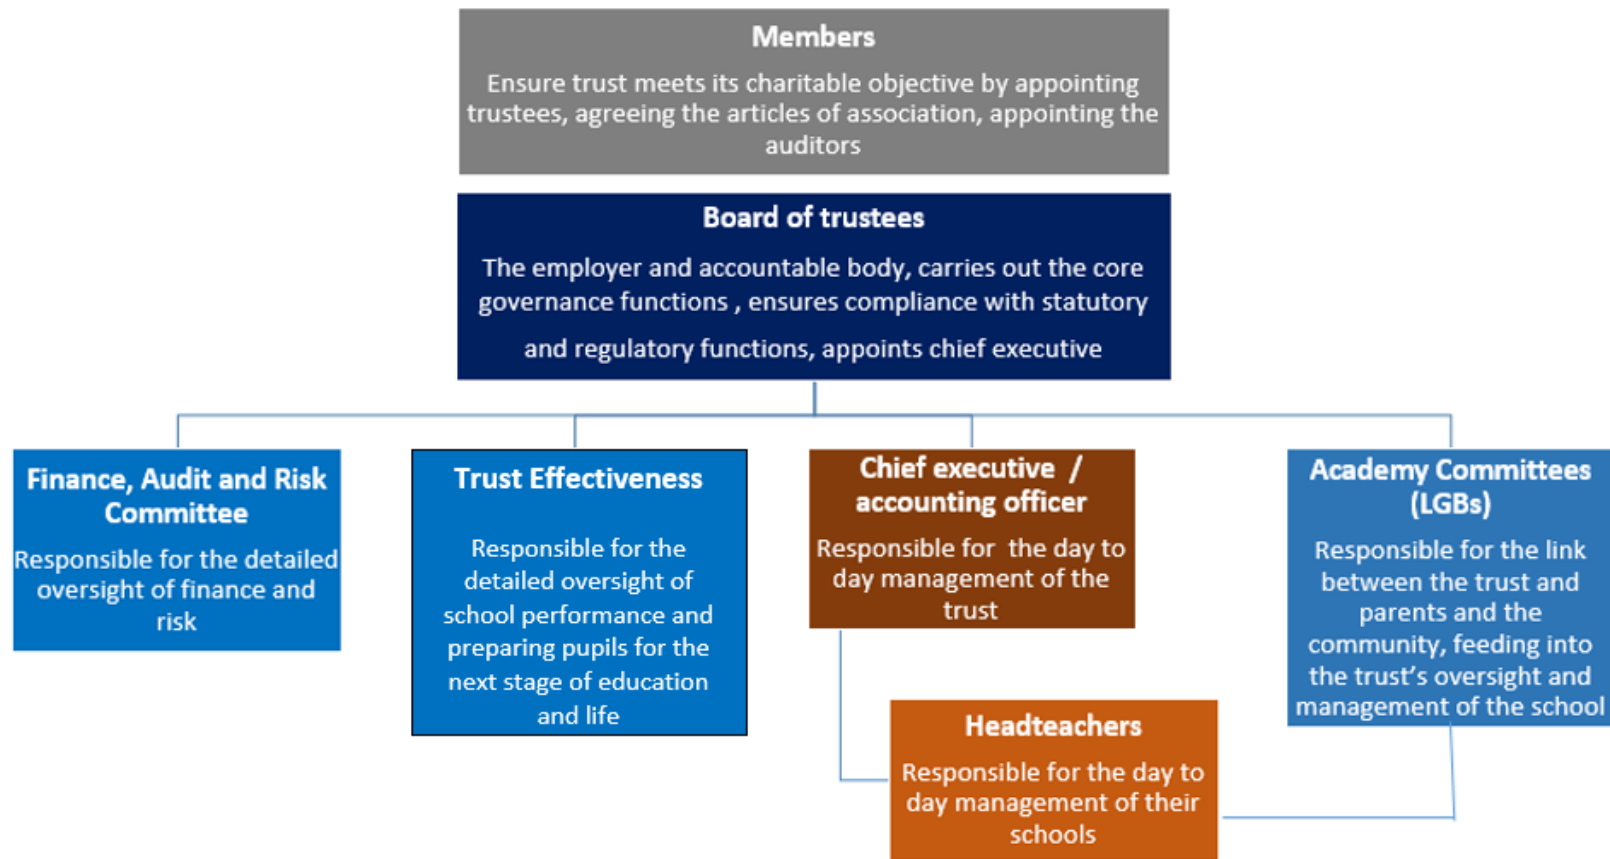 Members
Ensure trust meets its charitable objective by appointing
trustees, agreeing the articles of association, appointing the
auditors
Board of trustees
The employer and accountable body, carries out the core
governance functions , ensures compliance with statutory
and regulatory functions, appoints chief executive
Finance, Audit and Risk
Committee
Responsible for the detailed
oversight of finance and
risk
Trust Effectiveness
Responsible for the
detailed oversight of
school performance and
preparing pupils for the
next stage of education
and life
Chief executive /
accounting officer
Responsible for the day to
day management of the
trust
Academy Committees
(LGBs)
Responsible for the link
between the trust and
parents and the
community, feeding into
the trust’s oversight and
management of the school
Headteachers
Responsible for the day to
day management of their
schools